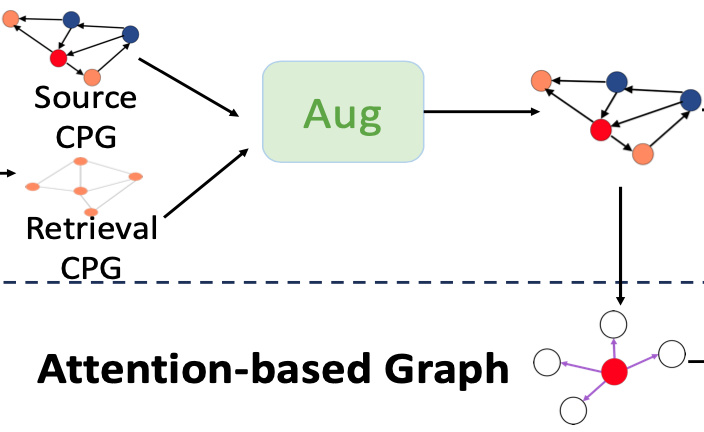 Source
CPG
Aug
Retrieval
CPG
Attention-based Graph